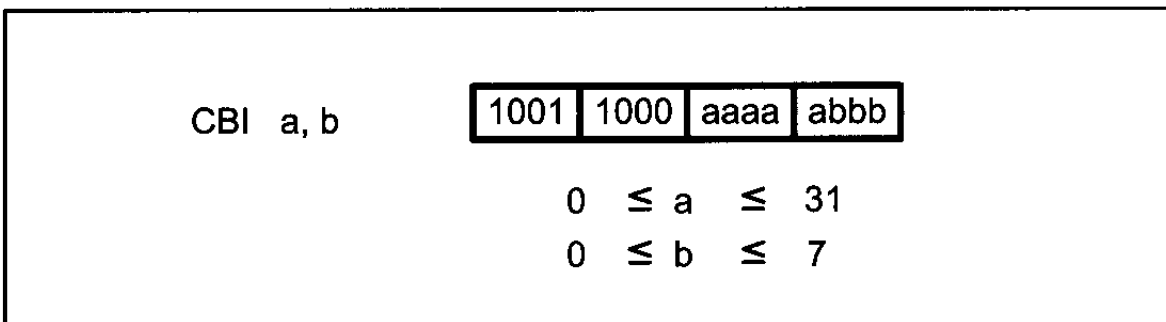 CBI a, b 1001 1000 aaaa abbb
0 ≤ a ≤ 31
0 ≤ b ≤ 7